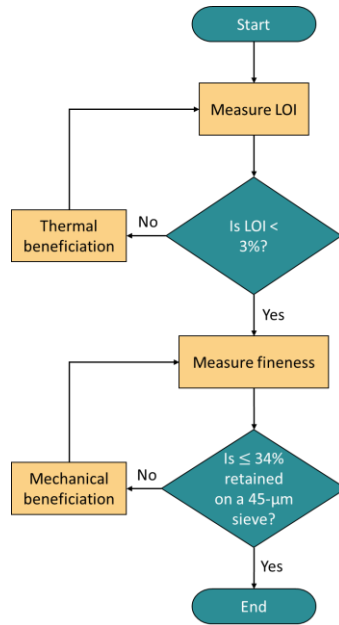 Start
Measure LOI
Is LOI <
3%?
No
Thermal
beneficiation
Yes
Measure fineness
Is ≤ 34%
retained
on a 45-µm
sieve?
No
Mechanical
beneficiation
Yes
End